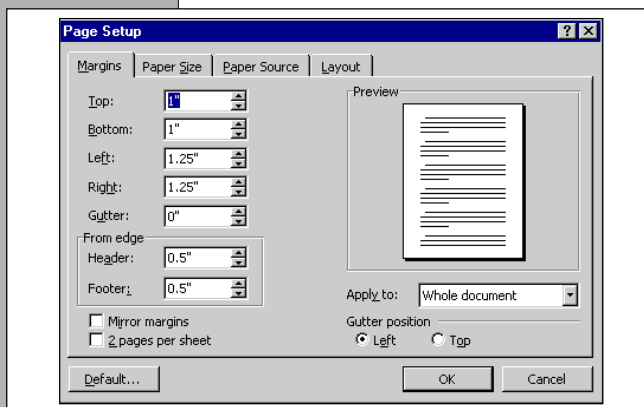 Page Setup
Margins Paper Size Paper Source Layout
Top: 1"
Bottom: 1"
Left: 1.25"
Right: 1.25"
Gutter: 0"
From edge
Header: 0.5"
Footer: 0.5"
Mirror margins
2 pages per sheet
Preview
Apply to: Whole document
Gutter position
Left Top
Default... OK Cancel